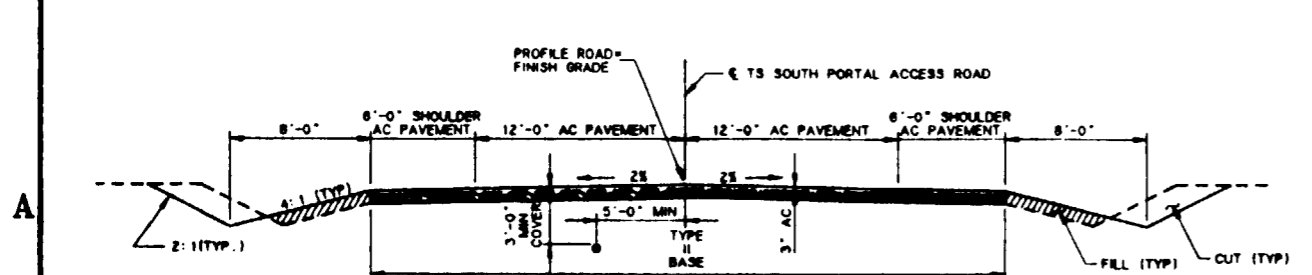 PROFILE ROAD=
FINISH GRADE
℄ TS SOUTH PORTAL ACCESS ROAD
8'-0"
6'-0" SHOULDER
AC PAVEMENT
12'-0" AC PAVEMENT
12'-0" AC PAVEMENT
6'-0" SHOULDER
AC PAVEMENT
8'-0"
2%
2%
4:1 (TYP)
A
3'-0"
MIN
COVER
5'-0" MIN
3" AC
TYPE
II
BASE
2:1(TYP.)
FILL (TYP)
CUT (TYP)